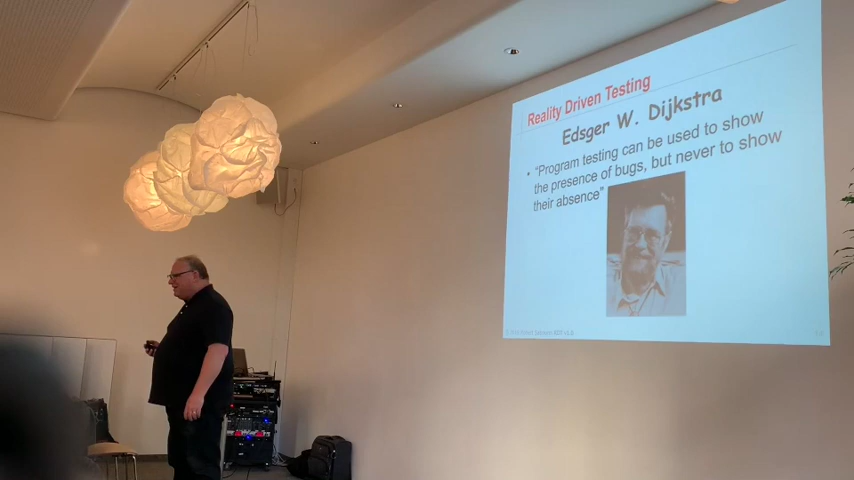 Reality Driven Testing
Edsger W. Dijkstra
• "Program testing can be used to show
the presence of bugs, but never to show
their absence"